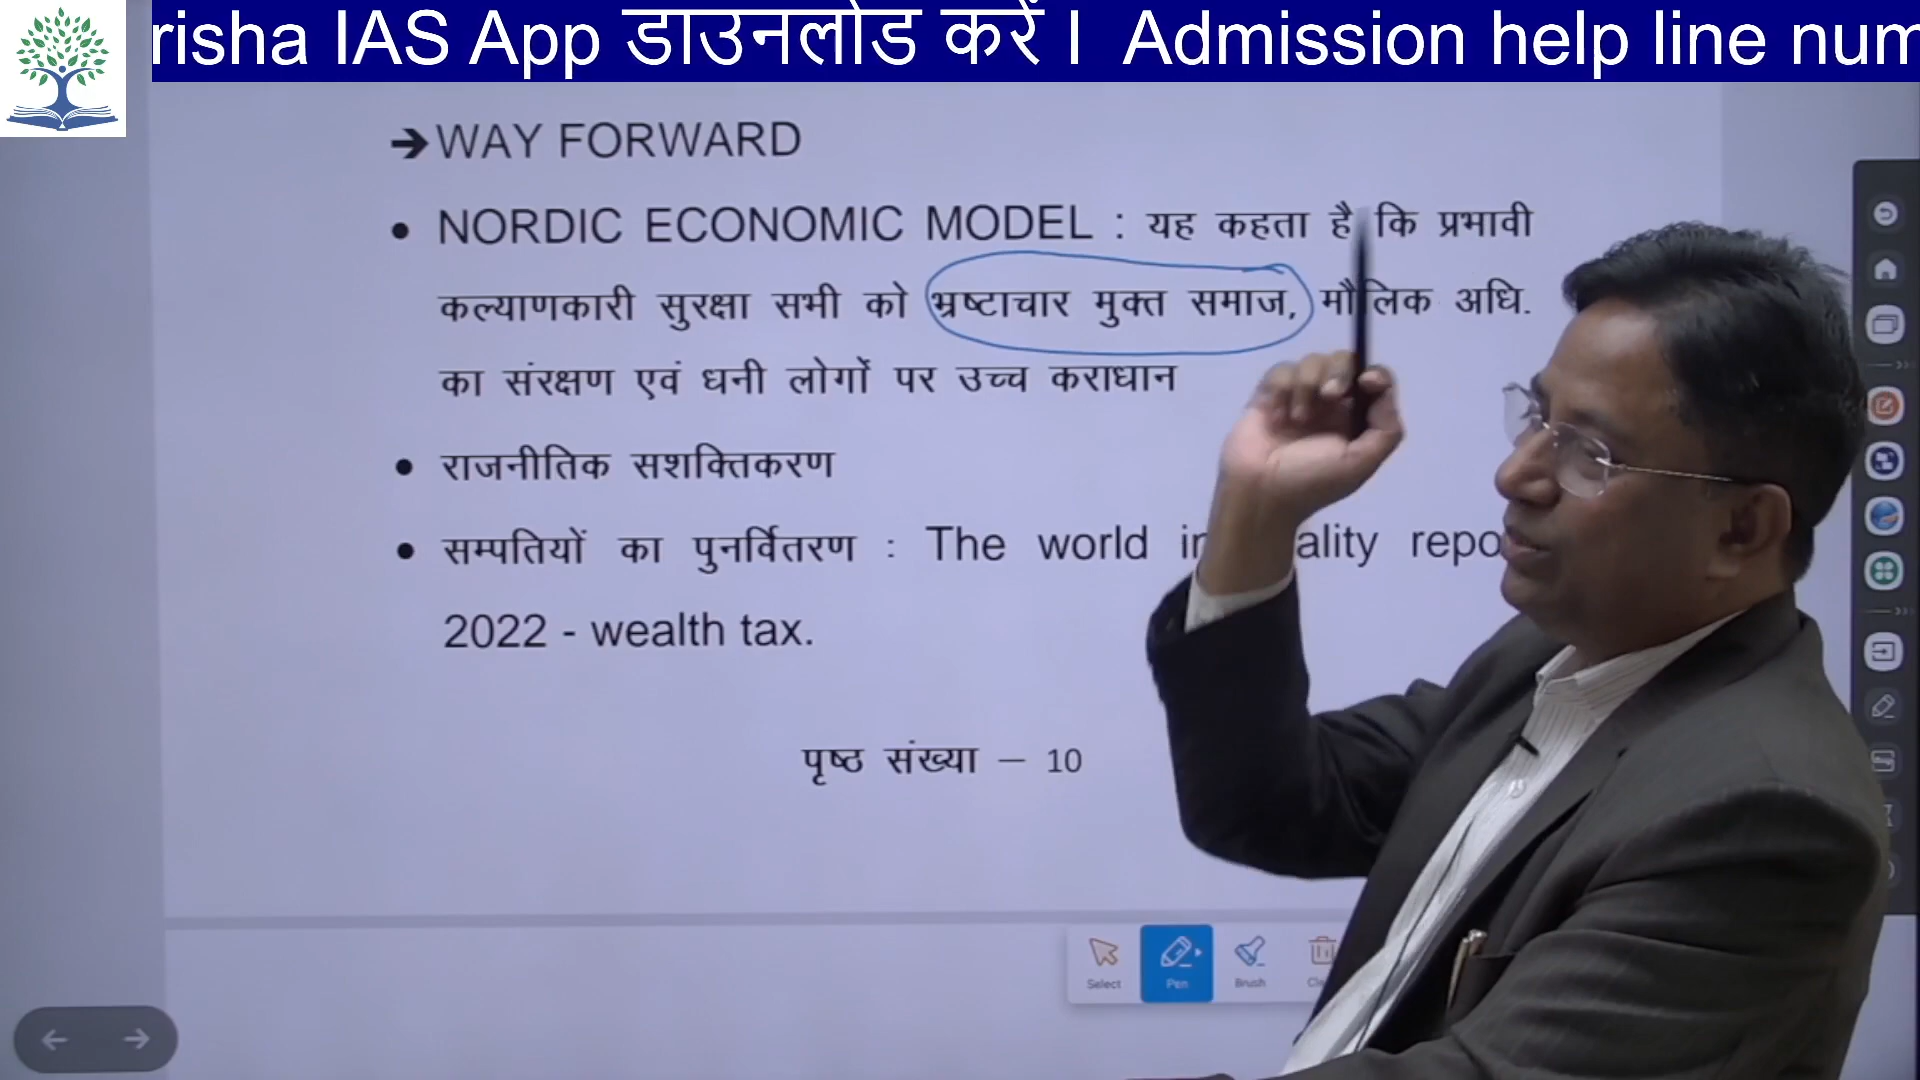 risha IAS App डाउनलोड करें I Admission help line num
➔ WAY FORWARD
• NORDIC ECONOMIC MODEL : यह कहता है कि प्रभावी
कल्याणकारी सुरक्षा सभी को भ्रष्टाचार मुक्त समाज, मौलिक अधि.
का संरक्षण एवं धनी लोगों पर उच्च कराधान
• राजनीतिक सशक्तिकरण
• सम्पतियों का पुनर्वितरण : The world in ality repo
2022 - wealth tax.
पृष्ठ संख्या – 10
Select Pen Brush Cle